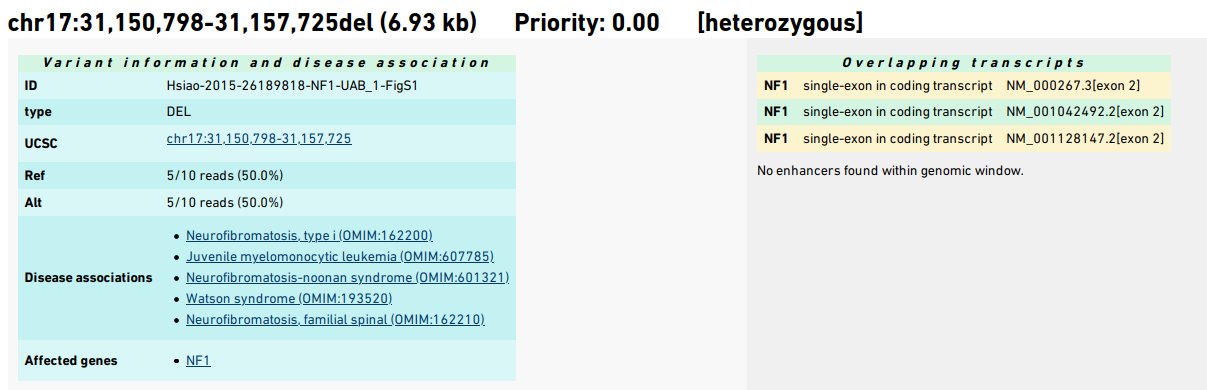 chr17:31,150,798-31,157,725del (6.93 kb) Priority: 0.00 [heterozygous]
Variant information and disease association
ID Hsiao-2015-26189818-NF1-UAB_1-FigS1
type DEL
UCSC chr17:31,150,798-31,157,725
Ref 5/10 reads (50.0%)
Alt 5/10 reads (50.0%)
Disease associations
• Neurofibromatosis, type i (OMIM:162200)
• Juvenile myelomonocytic leukemia (OMIM:607785)
• Neurofibromatosis-noonan syndrome (OMIM:601321)
• Watson syndrome (OMIM:193520)
• Neurofibromatosis, familial spinal (OMIM:162210)
Affected genes • NF1
Overlapping transcripts
NF1 single-exon in coding transcript NM_000267.3[exon 2]
NF1 single-exon in coding transcript NM_001042492.2[exon 2]
NF1 single-exon in coding transcript NM_001128147.2[exon 2]
No enhancers found within genomic window.